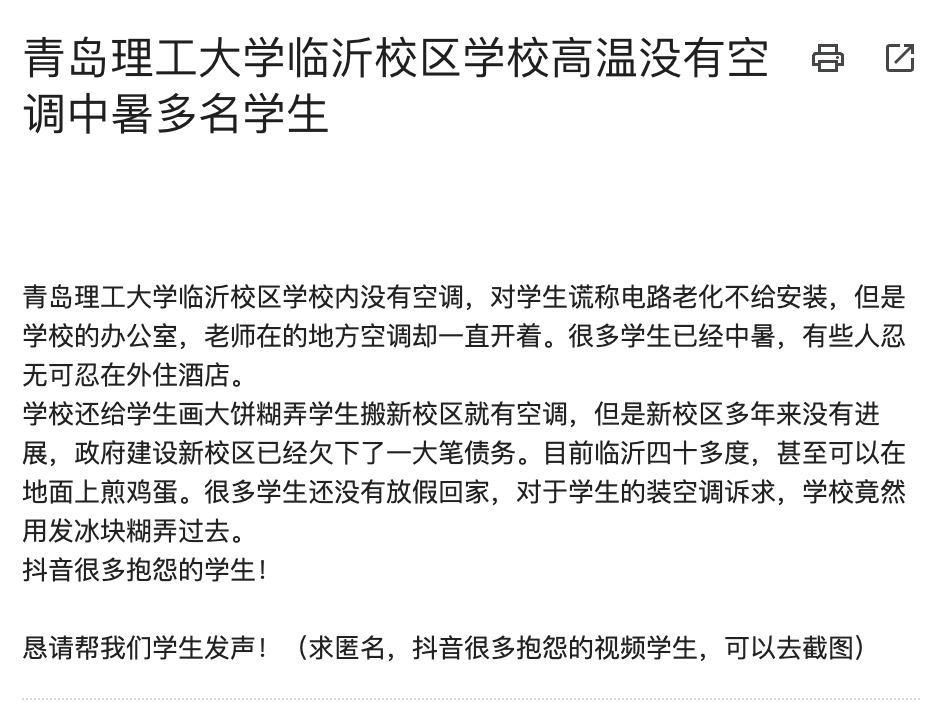 青岛理工大学临沂校区学校高温没有空
调中暑多名学生
青岛理工大学临沂校区学校内没有空调，对学生谎称电路老化不给安装，但是
学校的办公室，老师在的地方空调却一直开着。很多学生已经中暑，有些人忍
无可忍在外住酒店。
学校还给学生画大饼糊弄学生搬新校区就有空调，但是新校区多年来没有进
展，政府建设新校区已经欠下了一大笔债务。目前临沂四十多度，甚至可以在
地面上煎鸡蛋。很多学生还没有放假回家，对于学生的装空调诉求，学校竟然
用发冰块糊弄过去。
抖音很多抱怨的学生！
恳请帮我们学生发声！（求匿名，抖音很多抱怨的视频学生，可以去截图）